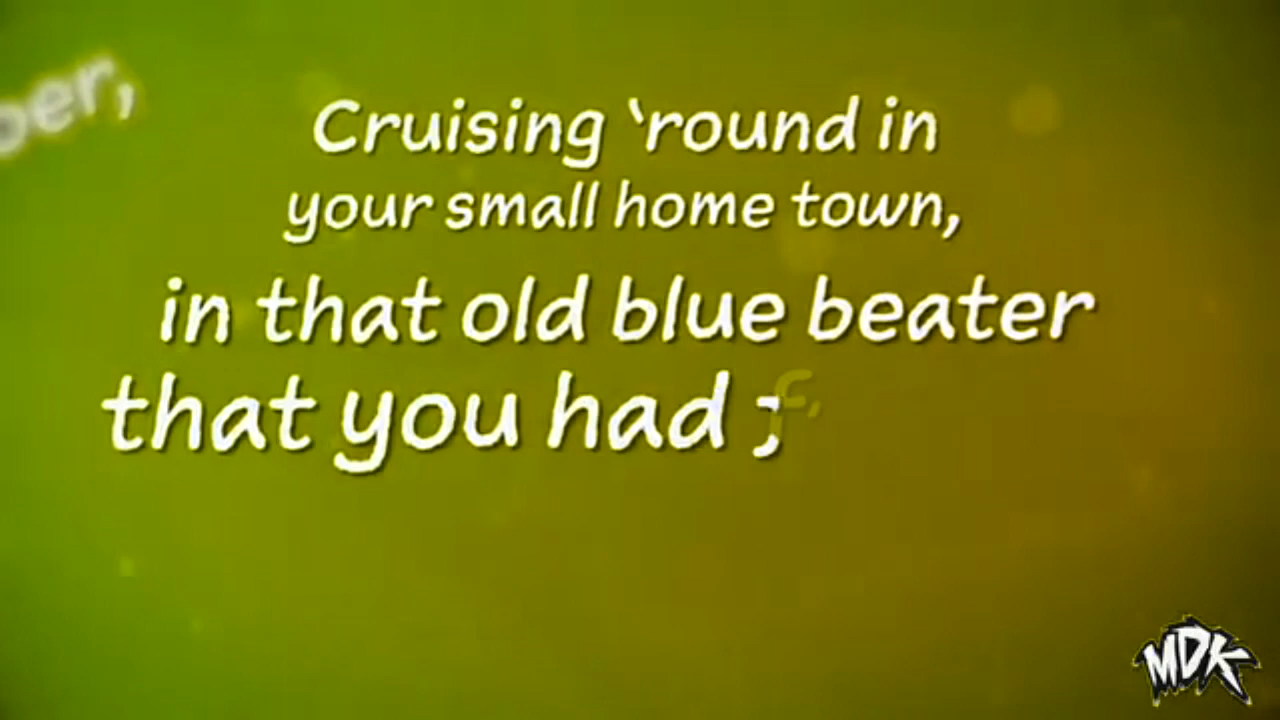 Cruising ‘round in
your small home town,
in that old blue beater
that you had
MDK